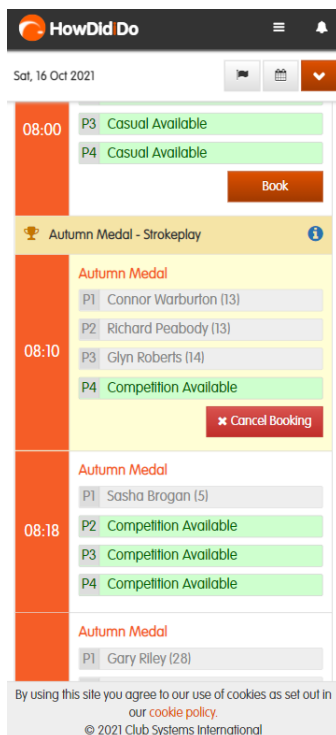 HowDidiDo
Sat, 16 Oct 2021
08:00
P3 Casual Available
P4 Casual Available
Book
Autumn Medal - Strokeplay
Autumn Medal
08:10
P1 Connor Warburton (13)
P2 Richard Peabody (13)
P3 Glyn Roberts (14)
P4 Competition Available
× Cancel Booking
Autumn Medal
08:18
P1 Sasha Brogan (5)
P2 Competition Available
P3 Competition Available
P4 Competition Available
Autumn Medal
P1 Gary Riley (28)
By using this site you agree to our use of cookies as set out in
our cookie policy.
© 2021 Club Systems International